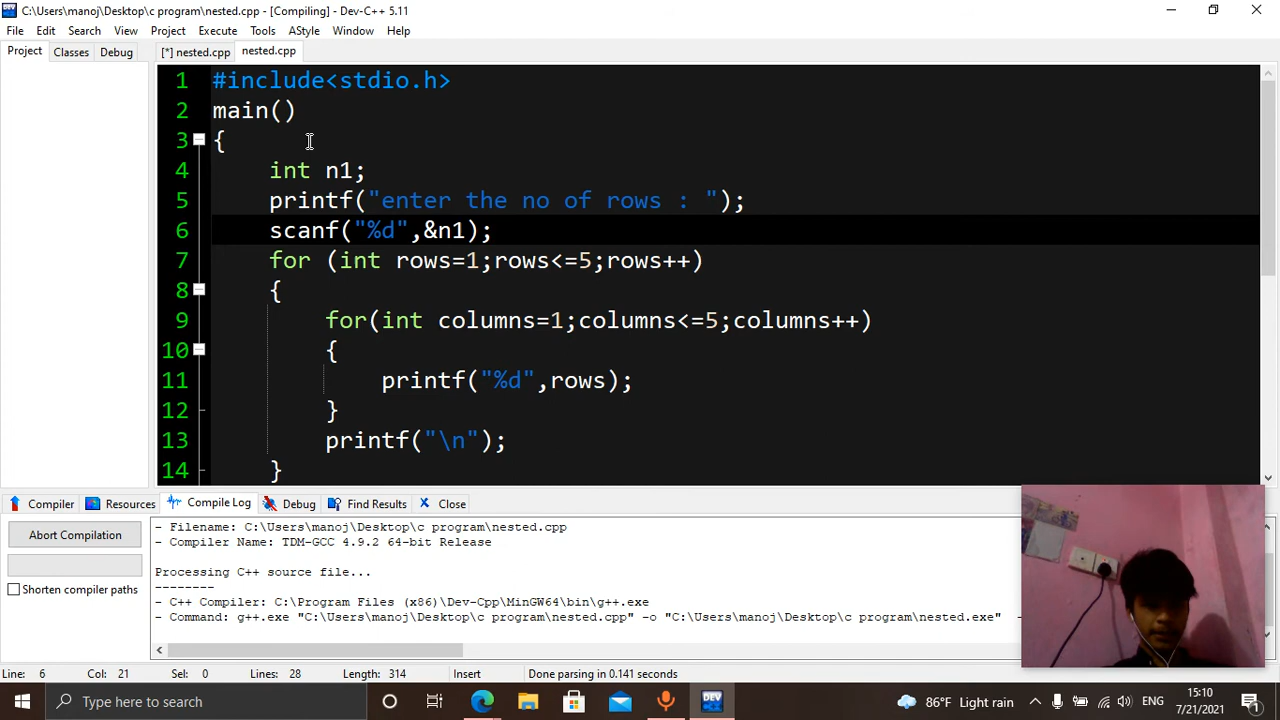 C:\Users\manoj\Desktop\c program\nested.cpp - [Compiling] - Dev-C++ 5.11
File Edit Search View Project Execute Tools AStyle Window Help
Project Classes Debug [*] nested.cpp nested.cpp
1 #include<stdio.h>
2 main()
3 {
4 int n1;
5 printf("enter the no of rows : ");
6 scanf("%d",&n1);
7 for (int rows=1;rows<=5;rows++)
8 {
9 for(int columns=1;columns<=5;columns++)
10 {
11 printf("%d",rows);
12 }
13 printf("\n");
14 }
Compiler Resources Compile Log Debug Find Results Close
Abort Compilation
Shorten compiler paths
- Filename: C:\Users\manoj\Desktop\c program\nested.cpp
- Compiler Name: TDM-GCC 4.9.2 64-bit Release
Processing C++ source file...
--------
- C++ Compiler: C:\Program Files (x86)\Dev-Cpp\MinGW64\bin\g++.exe
- Command: g++.exe "C:\Users\manoj\Desktop\c program\nested.cpp" -o "C:\Users\manoj\Desktop\c program\nested.exe" -
Line: 6 Col: 21 Sel: 0 Lines: 28 Length: 314 Insert Done parsing in 0.141 seconds
Type here to search
86°F Light rain
ENG
15:10
7/21/2021
1